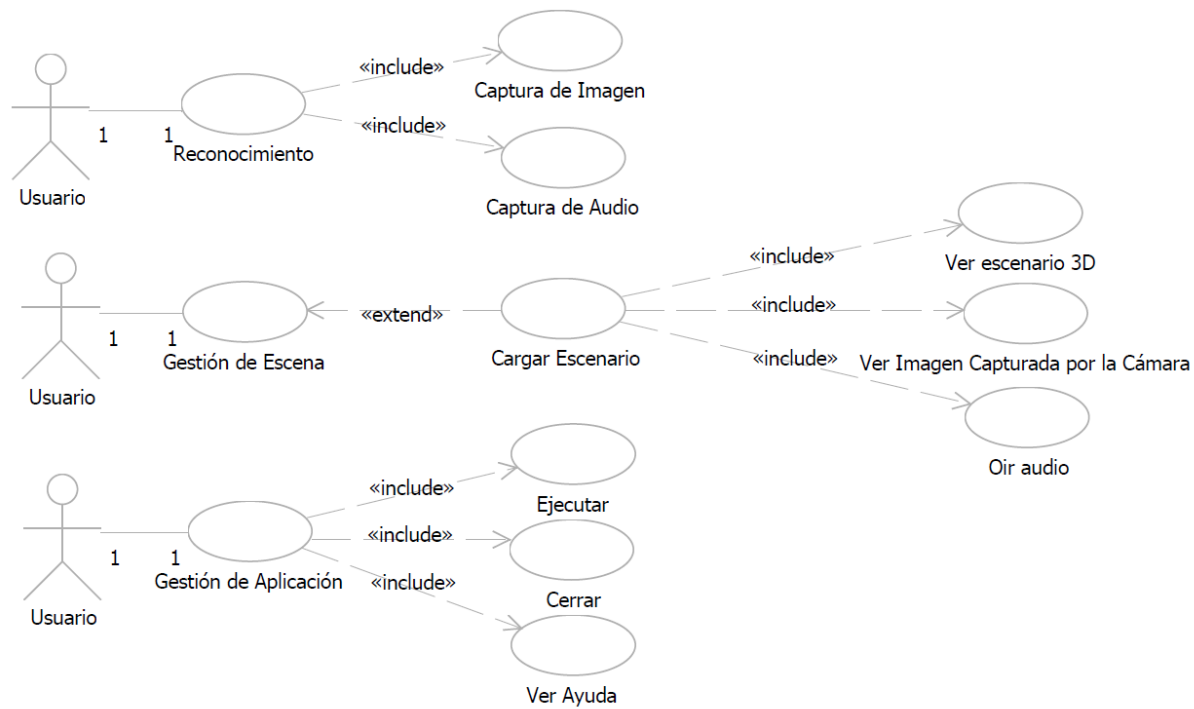 «include»
Captura de Imagen
1 1
«include»
Reconocimiento
Usuario
Captura de Audio
«include»
Ver escenario 3D
1 1
«extend»
«include»
Gestión de Escena
Cargar Escenario
«include»
Ver Imagen Capturada por la Cámara
Usuario
Oir audio
«include»
Ejecutar
1 1
«include»
Gestión de Aplicación
«include»
Cerrar
Usuario
Ver Ayuda